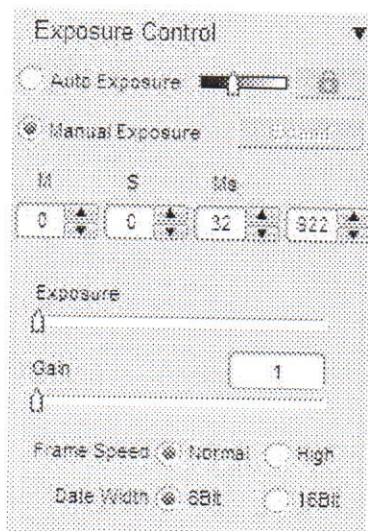 Exposure Control
Auto Exposure
Manual Exposure
M S Ms
0 0 32 922
Exposure
Gain 1
Frame Speed Normal High
Date Width 8Bit 16Bit